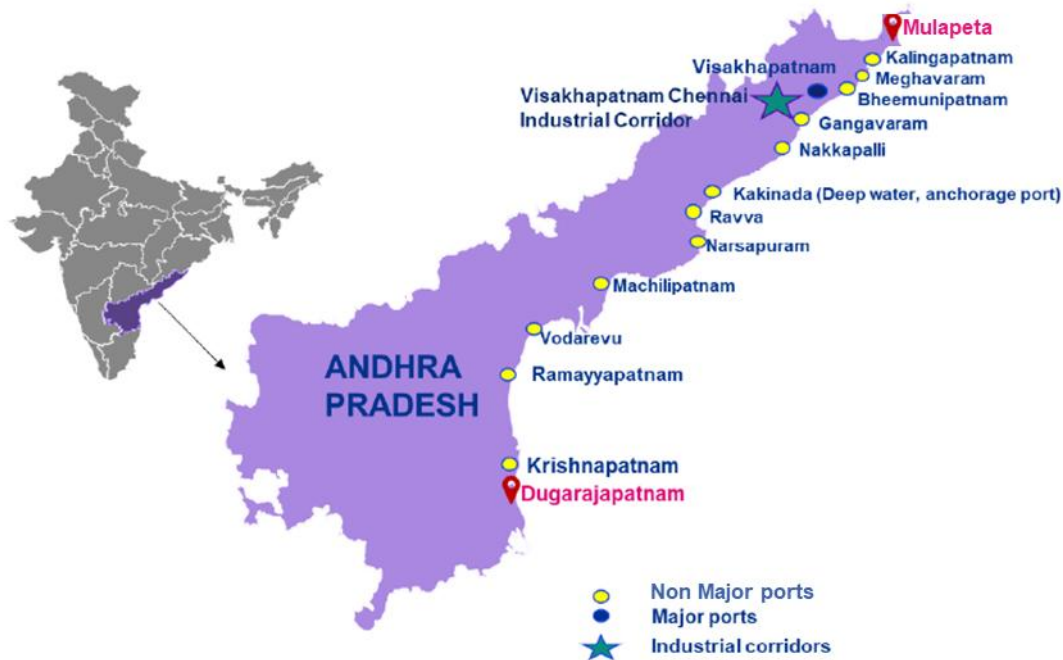 Mulapeta
Kalingapatnam
Visakhapatnam
Meghavaram
Visakhapatnam Chennai
Industrial Corridor
Bheemunipatnam
Gangavaram
Nakkapalli
Kakinada (Deep water, anchorage port)
Ravva
Narsapuram
Machilipatnam
Vodarevu
ANDHRA
PRADESH
Ramayyapatnam
Krishnapatnam
Dugarajapatnam
Non Major ports
Major ports
Industrial corridors